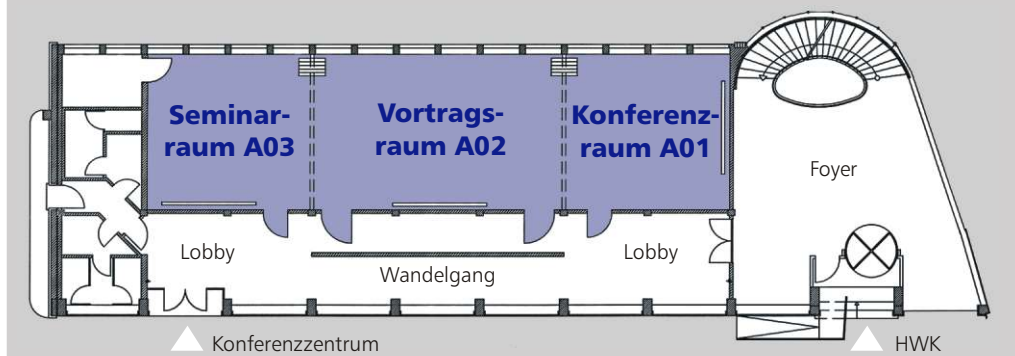 Seminar-
raum A03
Vortrags-
raum A02
Konferenz-
raum A01
Foyer
Lobby
Wandelgang
Lobby
Konferenzzentrum
HWK